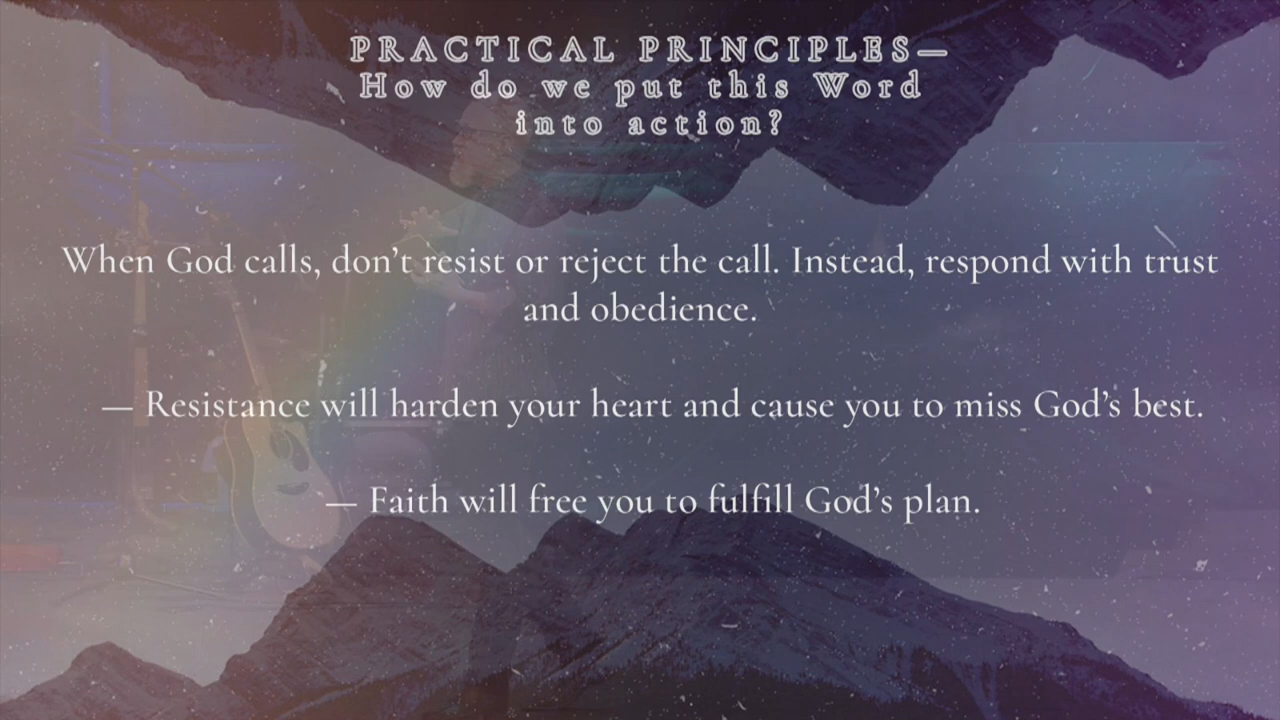 PRACTICAL PRINCIPLES—
How do we put this Word
into action?
When God calls, don’t resist or reject the call. Instead, respond with trust
and obedience.
— Resistance will harden your heart and cause you to miss God’s best.
— Faith will free you to fulfill God’s plan.